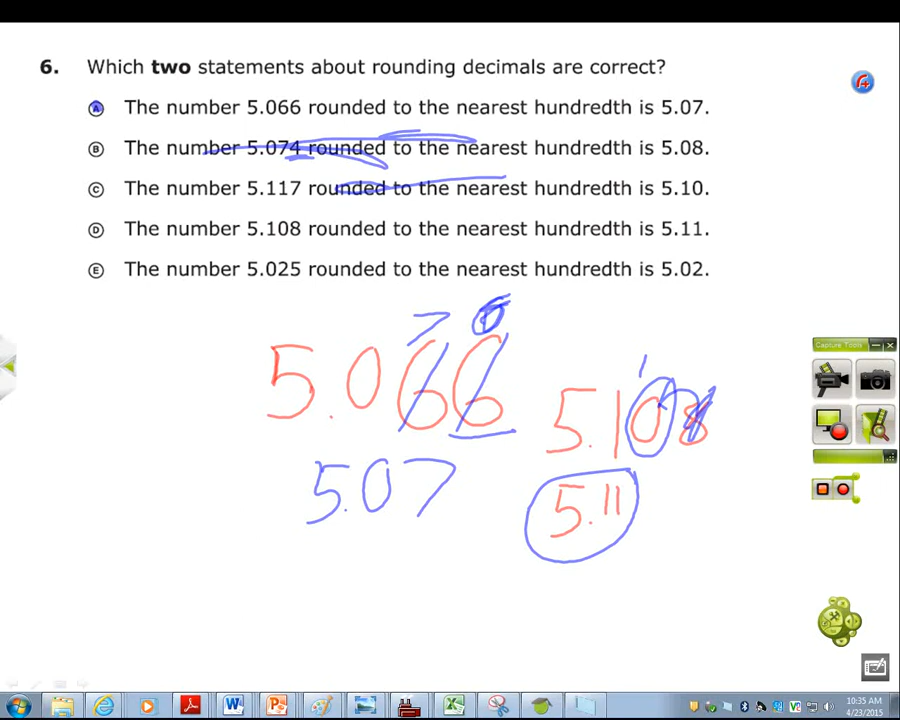 6. Which two statements about rounding decimals are correct?
A The number 5.066 rounded to the nearest hundredth is 5.07.
B The number 5.074 rounded to the nearest hundredth is 5.08.
C The number 5.117 rounded to the nearest hundredth is 5.10.
D The number 5.108 rounded to the nearest hundredth is 5.11.
E The number 5.025 rounded to the nearest hundredth is 5.02.
7 0
5.066
1
5.108
5.07
5.11
Capture Tools
10:35 AM
4/23/2015